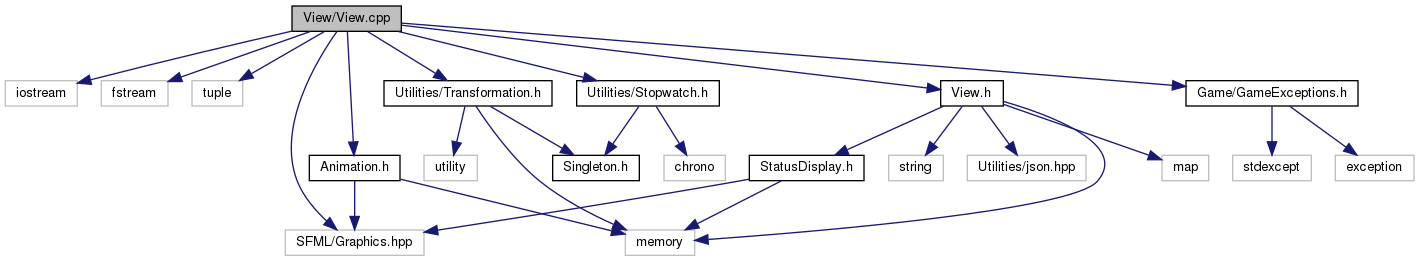 View/View.cpp
iostream
fstream
tuple
Utilities/Transformation.h
Utilities/Stopwatch.h
View.h
Game/GameExceptions.h
Animation.h
utility
Singleton.h
chrono
StatusDisplay.h
string
Utilities/json.hpp
map
stdexcept
exception
SFML/Graphics.hpp
memory